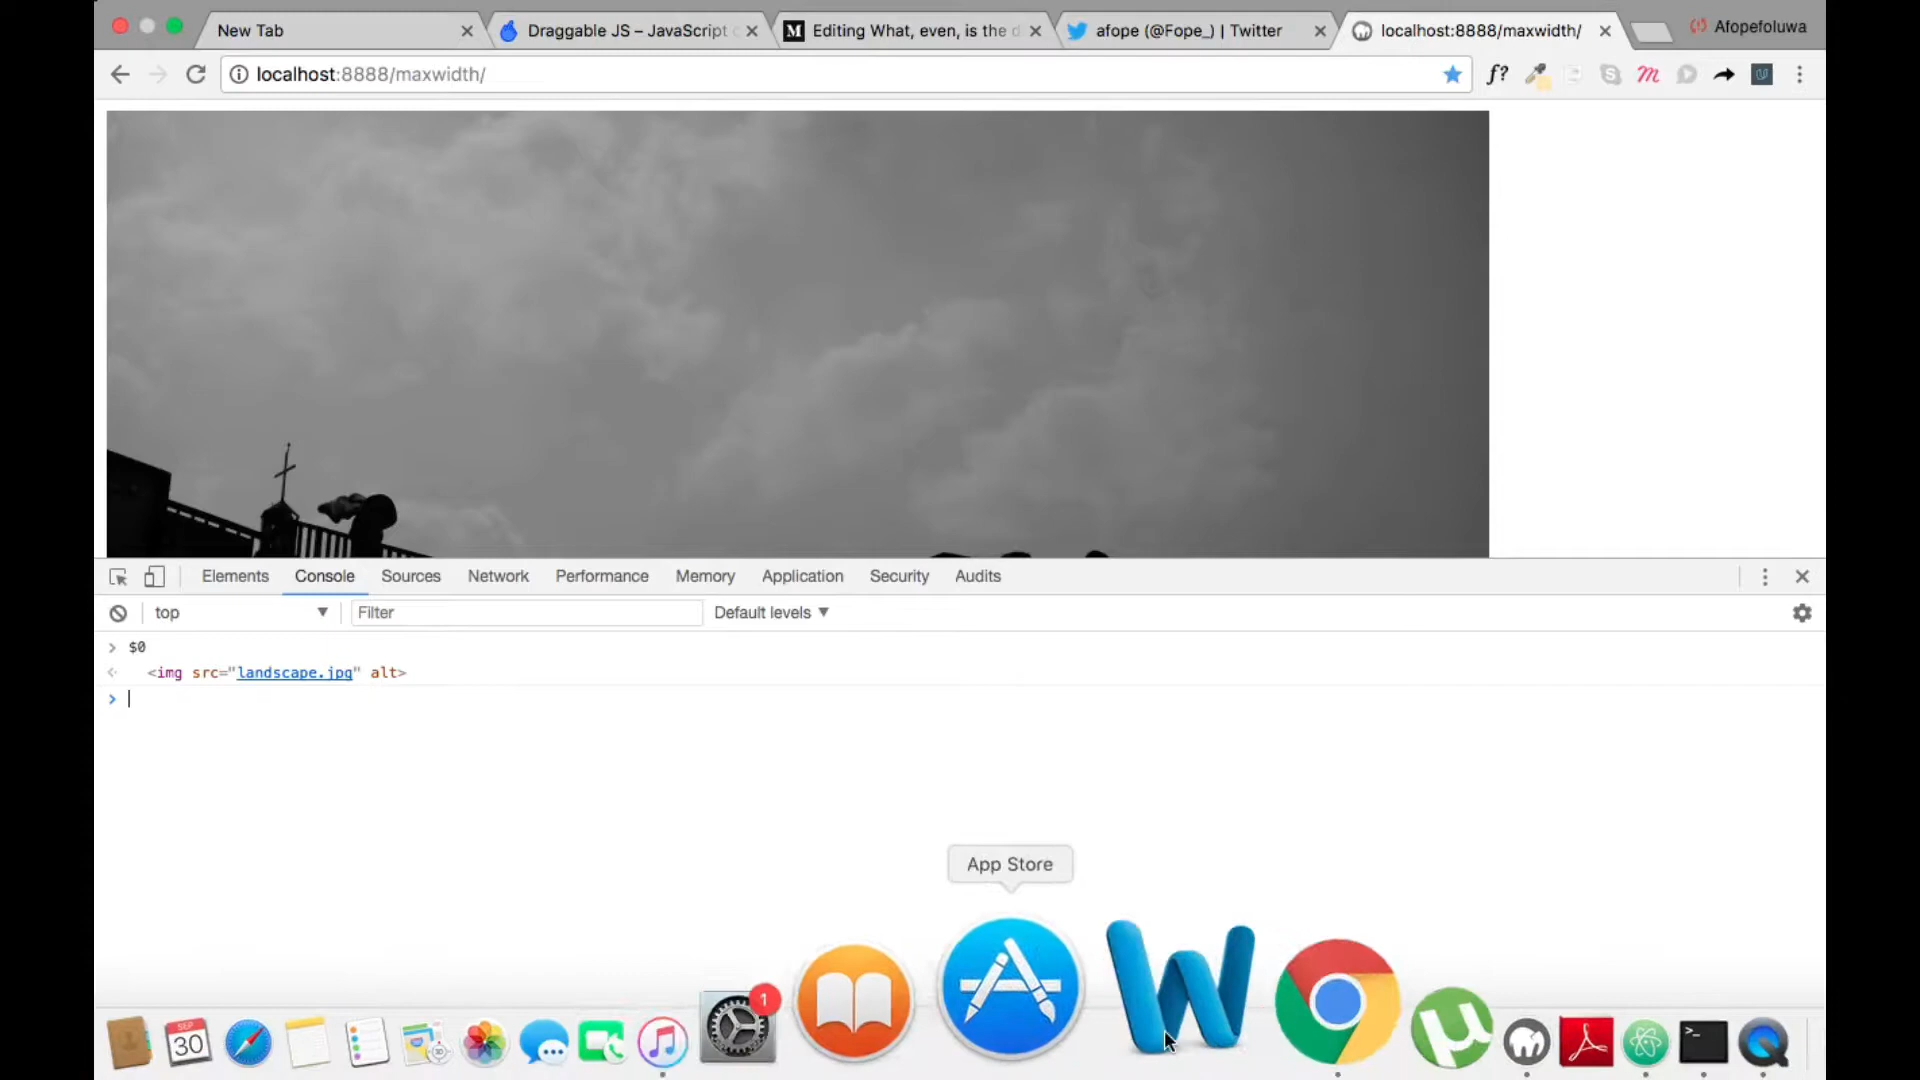 New Tab
Draggable JS – JavaScript
Editing What, even, is the d
afope (@Fope_) | Twitter
localhost:8888/maxwidth/
Afopefoluwa
localhost:8888/maxwidth/
f?
m
Elements
Console
Sources
Network
Performance
Memory
Application
Security
Audits
top
Filter
Default levels
$0
<img src="landscape.jpg" alt>
App Store
SEP
30
1
W
>_